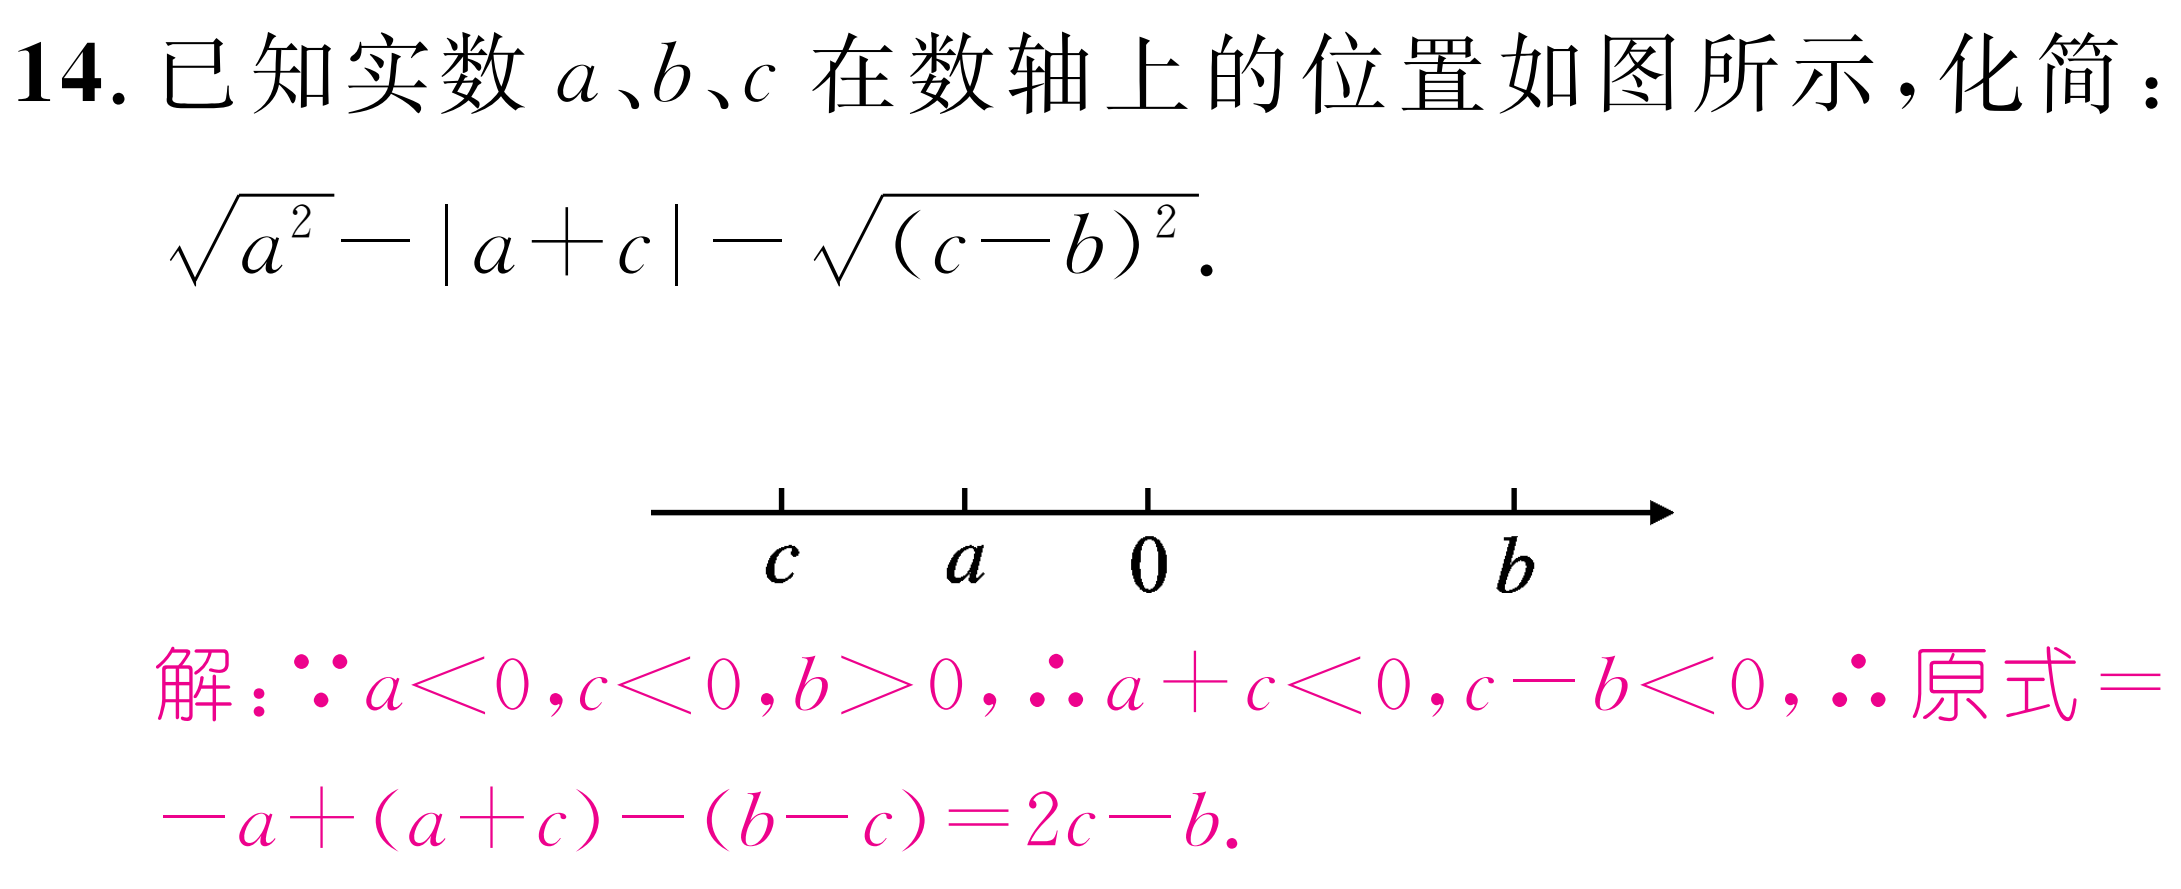 14. 已知实数 a、b、c 在数轴上的位置如图所示,化简:
√a² − |a+c| − √(c−b)².
c a 0 b
解:∵a<0,c<0,b>0,∴a+c<0,c−b<0,∴原式=
−a+(a+c)−(b−c)=2c−b.